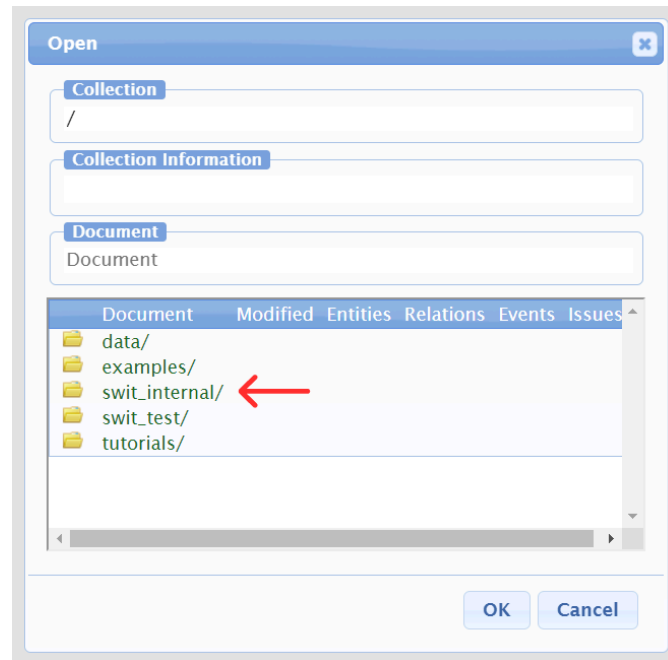 Open
Collection
/
Collection Information
Document
Document
Document Modified Entities Relations Events Issues
data/
examples/
swit_internal/
swit_test/
tutorials/
OK Cancel